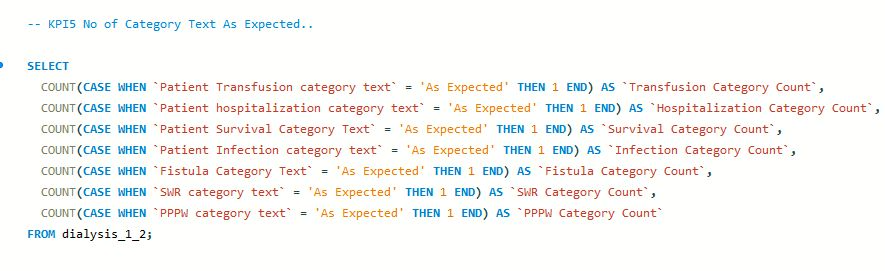 -- KPI5 No of Category Text As Expected..
SELECT
COUNT(CASE WHEN `Patient Transfusion category text` = 'As Expected' THEN 1 END) AS `Transfusion Category Count`,
COUNT(CASE WHEN `Patient hospitalization category text` = 'As Expected' THEN 1 END) AS `Hospitalization Category Count`,
COUNT(CASE WHEN `Patient Survival Category Text` = 'As Expected' THEN 1 END) AS `Survival Category Count`,
COUNT(CASE WHEN `Patient Infection category text` = 'As Expected' THEN 1 END) AS `Infection Category Count`,
COUNT(CASE WHEN `Fistula Category Text` = 'As Expected' THEN 1 END) AS `Fistula Category Count`,
COUNT(CASE WHEN `SWR category text` = 'As Expected' THEN 1 END) AS `SWR Category Count`,
COUNT(CASE WHEN `PPPW category text` = 'As Expected' THEN 1 END) AS `PPPW Category Count`
FROM dialysis_1_2;